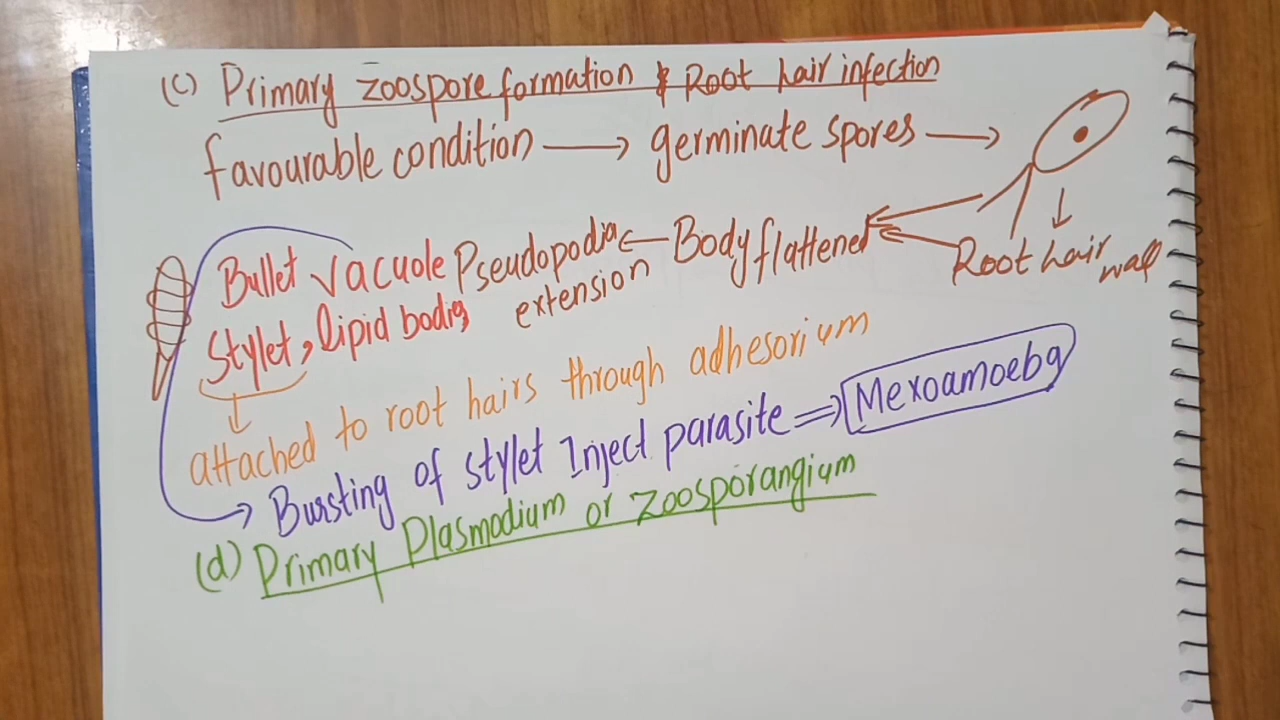 (c) Primary zoospore formation & Root hair infection
favourable condition → germinate spores →
Bullet vacuole Pseudopodia ← Body flattened
Root hair wall
Stylet, lipid bodies extension
attached to root hairs through adhesorium
→ Bursting of stylet Inject parasite ⇒ Mexoamoeba
(d) Primary Plasmodium or zoosporangium